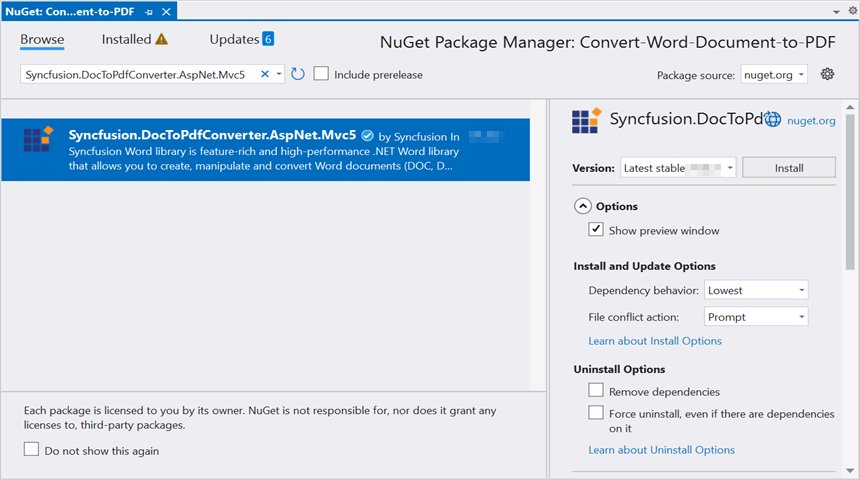 NuGet: Con...ent-to-PDF
Browse
Installed
Updates 6
NuGet Package Manager: Convert-Word-Document-to-PDF
Syncfusion.DocToPdfConverter.AspNet.Mvc5
Include prerelease
Package source: nuget.org
Syncfusion.DocToPdfConverter.AspNet.Mvc5 by Syncfusion In
Syncfusion Word library is feature-rich and high-performance .NET Word library
that allows you to create, manipulate and convert Word documents (DOC, D...
Each package is licensed to you by its owner. NuGet is not responsible for, nor does it grant any
licenses to, third-party packages.
Do not show this again
Syncfusion.DocToPd
nuget.org
Version: Latest stable
Install
Options
Show preview window
Install and Update Options
Dependency behavior: Lowest
File conflict action: Prompt
Learn about Install Options
Uninstall Options
Remove dependencies
Force uninstall, even if there are dependencies
on it
Learn about Uninstall Options